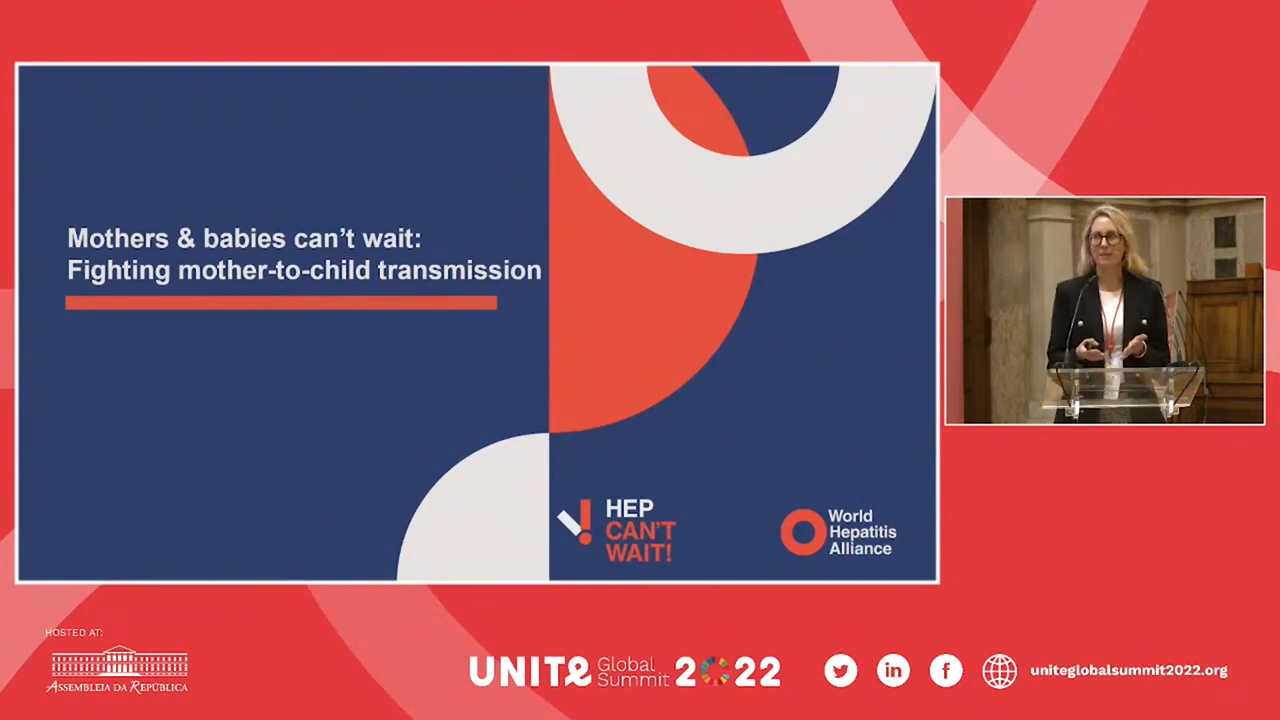 Mothers & babies can't wait:
Fighting mother-to-child transmission
HEP
CAN'T
WAIT!
World
Hepatitis
Alliance
HOSTED AT:
ASSEMBLEIA DA REPÚBLICA
UNITE Global Summit 2022
uniteglobalsummit2022.org